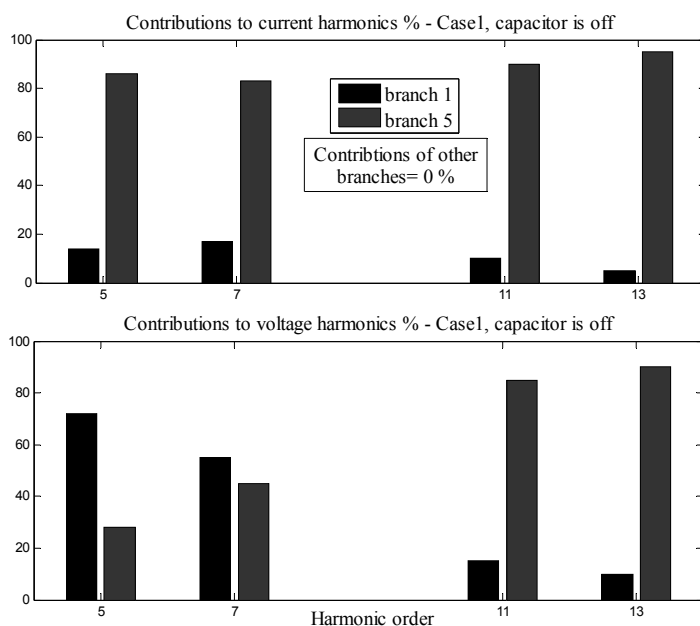 Contributions to current harmonics % - Case1, capacitor is off
100
80
60
40
20
0
branch 1
branch 5
Contribtions of other
branches= 0 %
5
7
11
13
Contributions to voltage harmonics % - Case1, capacitor is off
100
80
60
40
20
0
5
7
11
13
Harmonic order